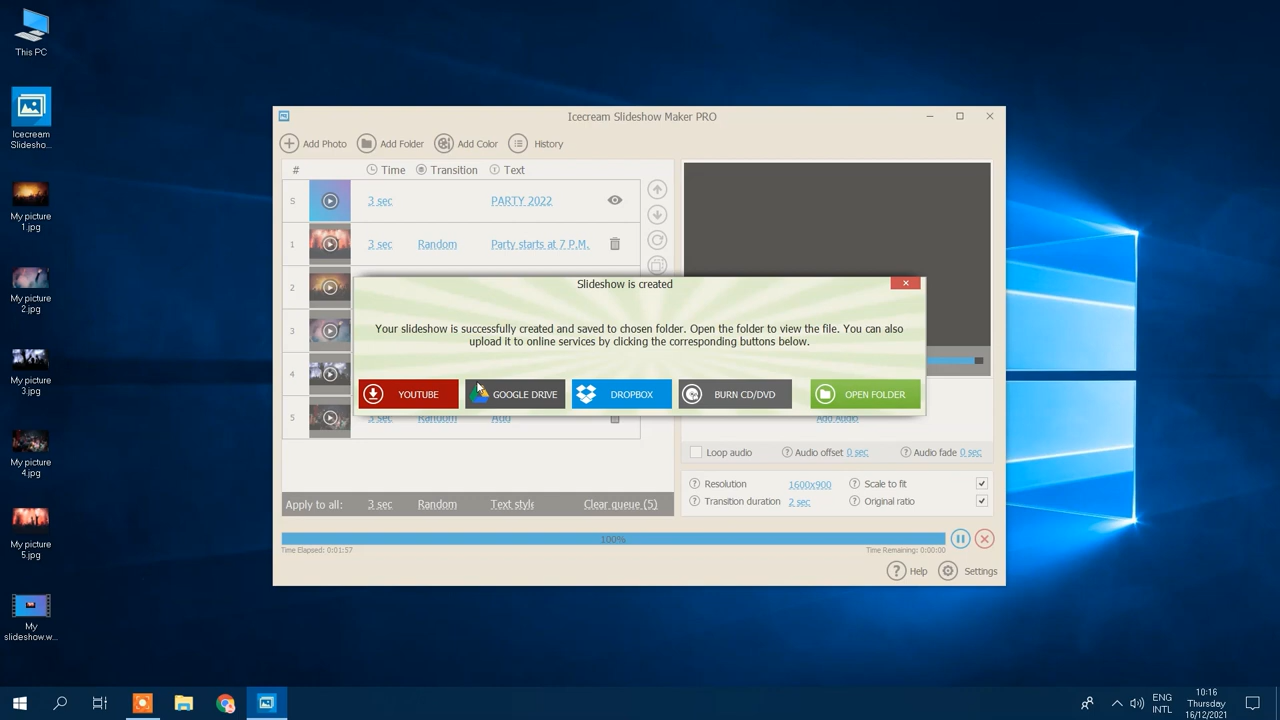 This PC
Icecream
Slidesho...
My picture
1.jpg
My picture
2.jpg
My picture
3.jpg
My picture
4.jpg
My picture
5.jpg
My
slideshow.w...
Icecream Slideshow Maker PRO
Add Photo Add Folder Add Color History
# Time Transition Text
S 3 sec PARTY 2022
1 3 sec Random Party starts at 7 P.M.
2
3
4
5 3 sec Random Add
Slideshow is created
Your slideshow is successfully created and saved to chosen folder. Open the folder to view the file. You can also
upload it to online services by clicking the corresponding buttons below.
YOUTUBE GOOGLE DRIVE DROPBOX BURN CD/DVD OPEN FOLDER
Add Audio
Loop audio ? Audio offset 0 sec ? Audio fade 0 sec
? Resolution 1600x900 ? Scale to fit
? Transition duration 2 sec ? Original ratio
Apply to all: 3 sec Random Text style Clear queue (5)
100%
Time Elapsed: 0:01:57 Time Remaining: 0:00:00
? Help Settings
ENG
INTL
10:16
Thursday
16/12/2021